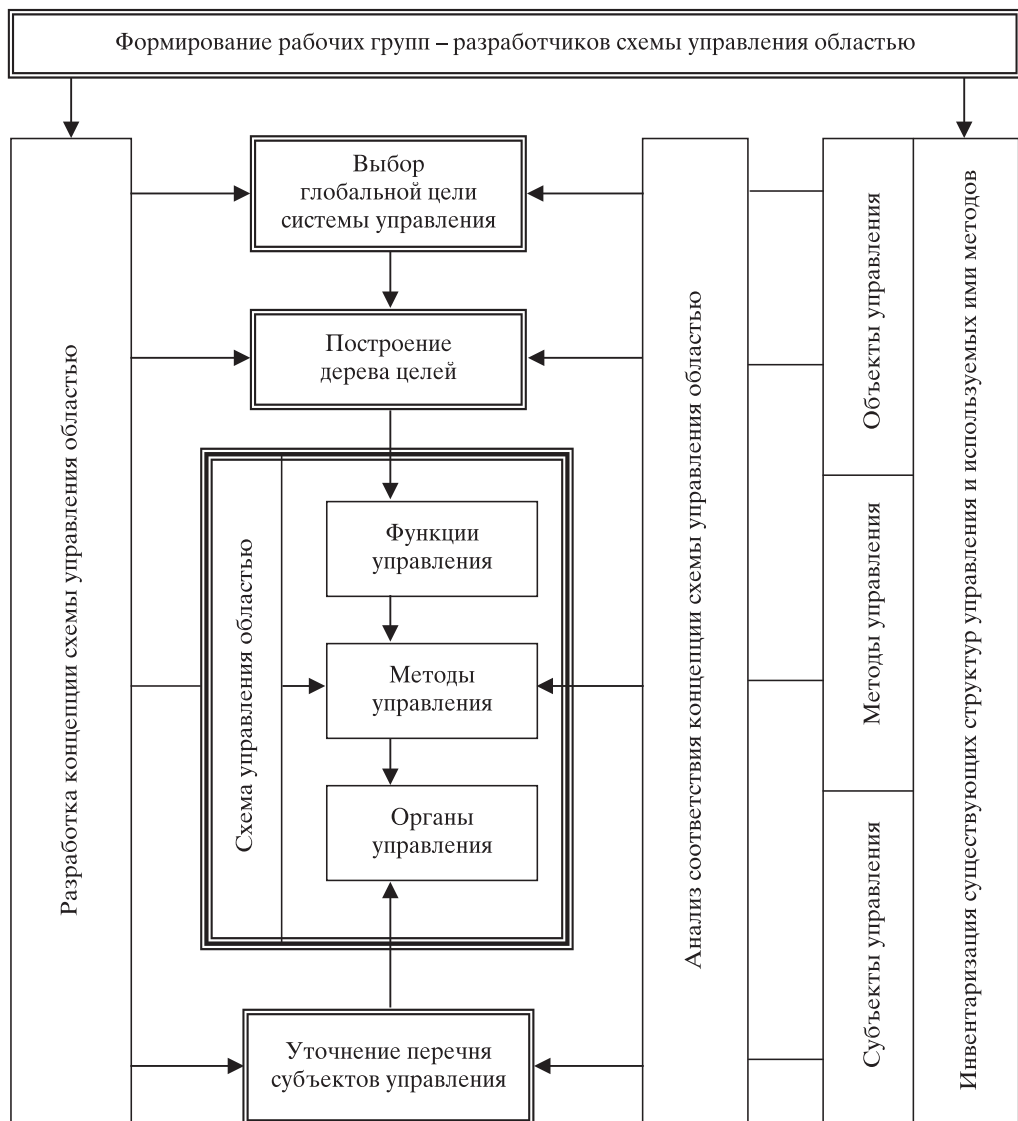 Формирование рабочих групп – разработчиков схемы управления областью
Разработка концепции схемы управления областью
Выбор
глобальной цели
системы управления
Построение
дерева целей
Схема управления областью
Функции
управления
Методы
управления
Органы
управления
Уточнение перечня
субъектов управления
Анализ соответствия концепции схемы управления областью
Объекты управления
Методы управления
Субъекты управления
Инвентаризация существующих структур управления и используемых ими методов